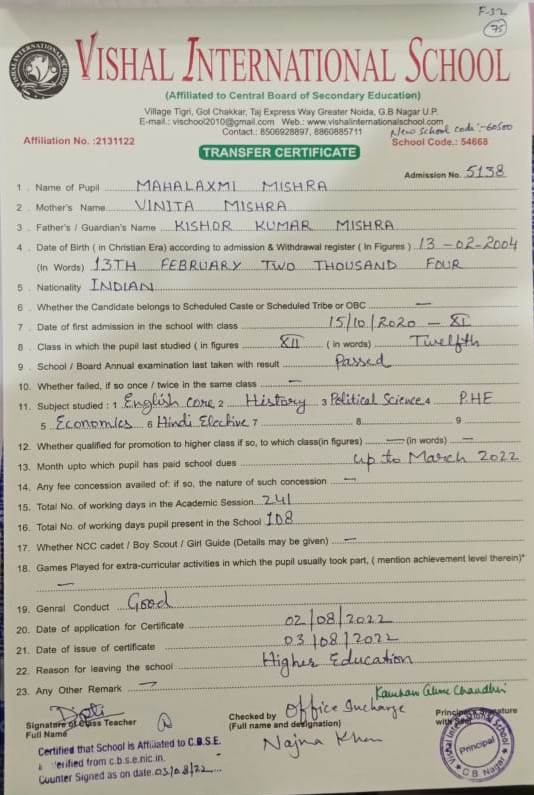 F-32
75
VISHAL INTERNATIONAL SCHOOL
(Affiliated to Central Board of Secondary Education)
Village Tigri, Gol Chakkar, Taj Express Way Greater Noida, G.B Nagar U.P.
E-mail.: vischool2010@gmail.com Web.: www.vishalinternationalschool.com
Contact.: 8506928897, 8860885711
New School code :-60500
Affiliation No. :2131122
School Code.: 54668
TRANSFER CERTIFICATE
Admission No. 5138
1 . Name of Pupil MAHALAXMI MISHRA
2 . Mother's Name VINITA MISHRA
3 . Father's / Guardian's Name KISHOR KUMAR MISHRA
4 . Date of Birth ( in Christian Era) according to admission & Withdrawal register ( In Figures ) 13-02-2004
(In Words) 13TH FEBRUARY TWO THOUSAND FOUR
5 . Nationality INDIAN
6 . Whether the Candidate belongs to Scheduled Caste or Scheduled Tribe or OBC —
7 . Date of first admission in the school with class 15/10/2020 – XI
8 . Class in which the pupil last studied ( in figures XII ( in words) Twelfth
9 . School / Board Annual examination last taken with result Passed
10. Whether failed, if so once / twice in the same class —
11. Subject studied : 1 English core 2 History 3 Political Science 4 P.HE
5 Economics 6 Hindi Elective 7 8 9
12. Whether qualified for promotion to higher class if so, to which class(in figures) — (in words) —
13. Month upto which pupil has paid school dues up to March 2022
14. Any fee concession availed of: if so, the nature of such concession —
15. Total No. of working days in the Academic Session 241
16. Total No. of working days pupil present in the School 108
17. Whether NCC cadet / Boy Scout / Girl Guide (Details may be given) —
18. Games Played for extra-curricular activities in which the pupil usually took part, ( mention achievement level therein)*
—
19. Genral Conduct Good
20. Date of application for Certificate 02/08/2022
21. Date of issue of certificate 03/08/2022
22. Reason for leaving the school Higher Education
23. Any Other Remark —
Signature of Class Teacher
Full Name
Checked by Office Incharge
(Full name and designation)
Najma Khan
Principal's Signature
with Seal
Vishal International School
Principal
G.B. Nagar
Certified that School is Affiliated to C.B.S.E.
verified from c.b.s.e.nic.in.
Counter Signed as on date 03/08/22